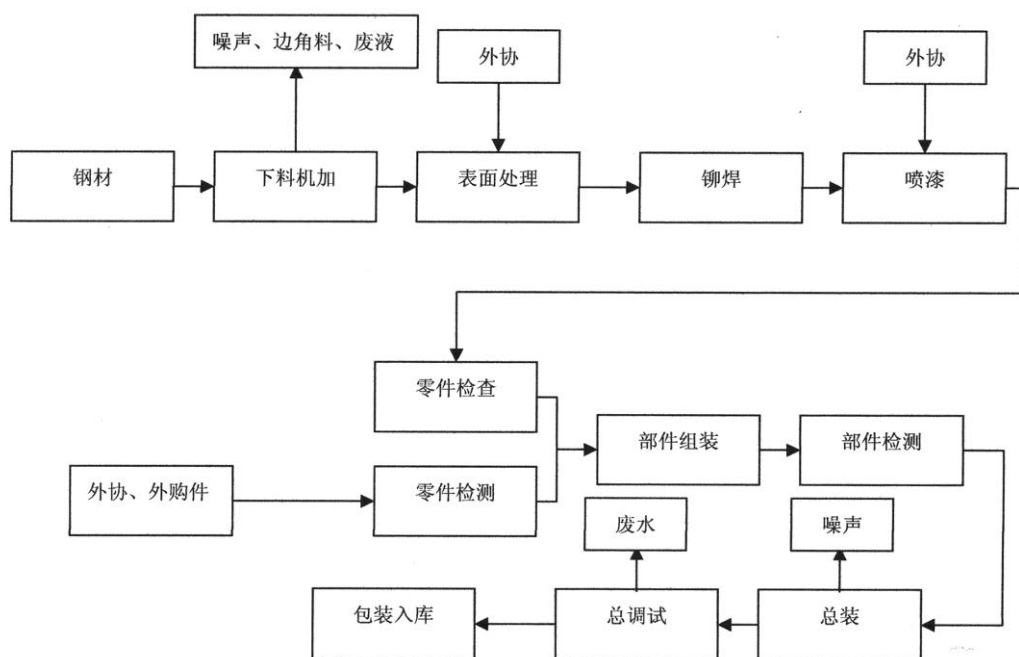 噪声、边角料、废液
外协
外协
钢材
下料机加
表面处理
铆焊
喷漆
零件检查
部件组装
部件检测
外协、外购件
零件检测
废水
噪声
包装入库
总调试
总装